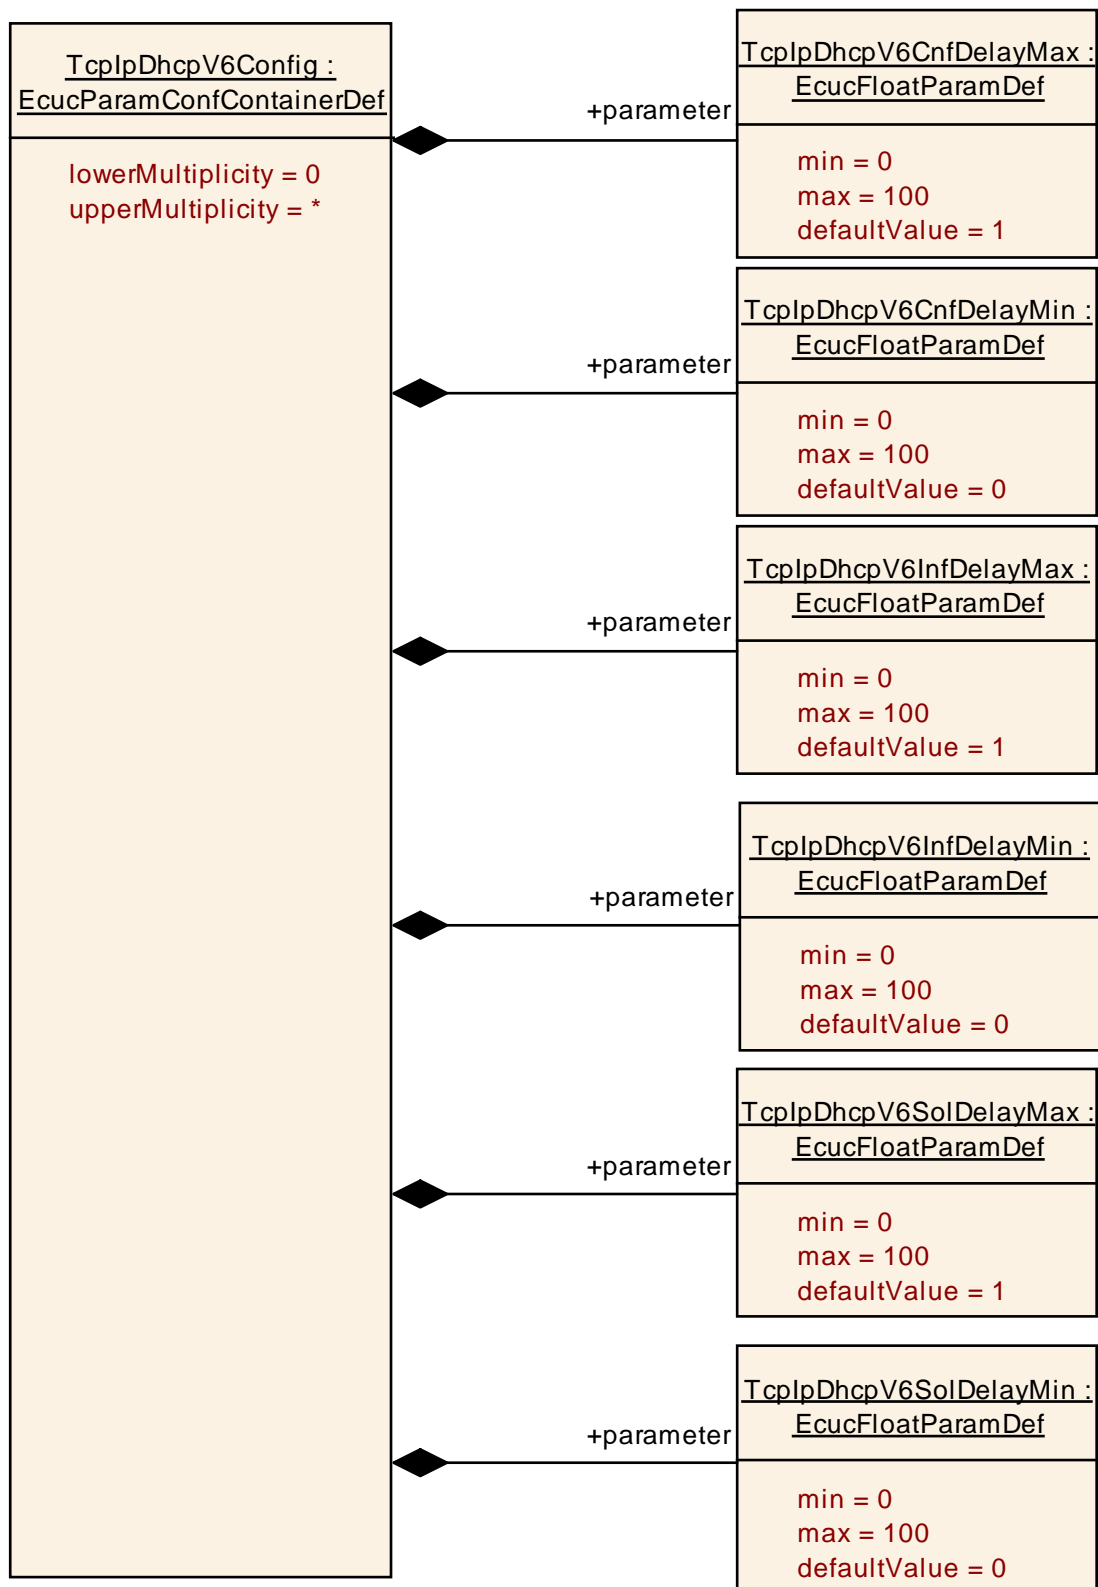 TcpIpDhcpV6Config :
EcucParamConfContainerDef
lowerMultiplicity = 0
upperMultiplicity = *
+parameter
TcpIpDhcpV6CnfDelayMax :
EcucFloatParamDef
min = 0
max = 100
defaultValue = 1
+parameter
TcpIpDhcpV6CnfDelayMin :
EcucFloatParamDef
min = 0
max = 100
defaultValue = 0
+parameter
TcpIpDhcpV6InfDelayMax :
EcucFloatParamDef
min = 0
max = 100
defaultValue = 1
+parameter
TcpIpDhcpV6InfDelayMin :
EcucFloatParamDef
min = 0
max = 100
defaultValue = 0
+parameter
TcpIpDhcpV6SolDelayMax :
EcucFloatParamDef
min = 0
max = 100
defaultValue = 1
+parameter
TcpIpDhcpV6SolDelayMin :
EcucFloatParamDef
min = 0
max = 100
defaultValue = 0